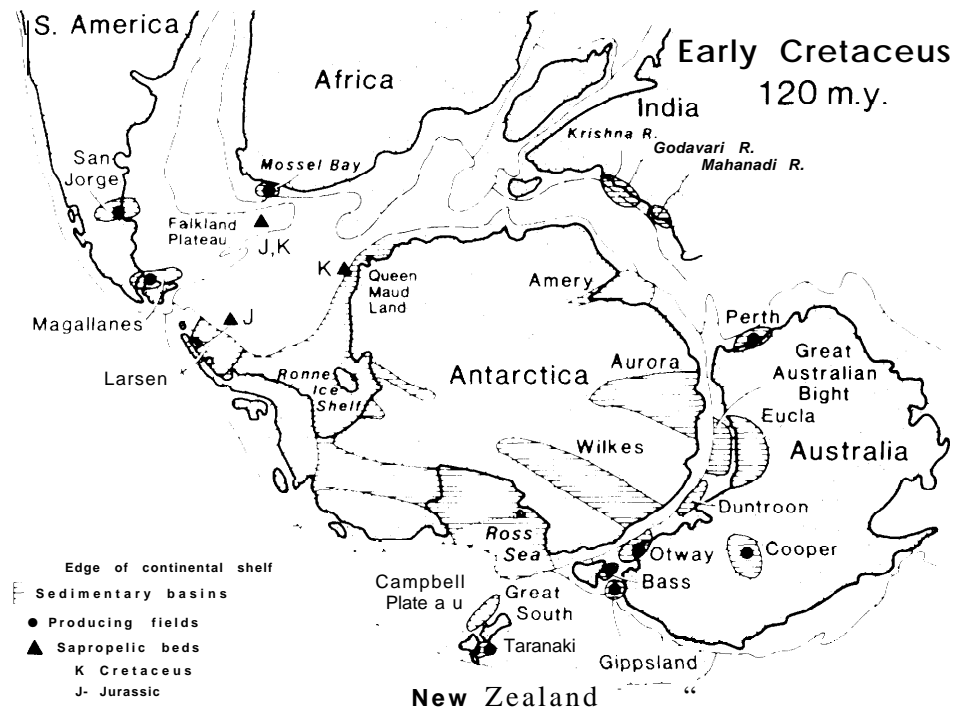 S. America
Early Cretaceus
120 m.y.
Africa
India
Krishna R.
Godavari R.
Mahanadi R.
San
Jorge
Mossel Bay
Falkland
Plateau
J,K
K
Queen
Maud
Land
Amery
Magallanes
J
Perth
Larsen
Ronne
Ice
Shelf
Antarctica
Aurora
Great
Australian
Bight
Eucla
Wilkes
Australia
Duntroon
Ross
Sea
Otway
Cooper
Bass
Campbell
Plate a u
Great
South
Taranaki
Gippsland
New Zealand “
Edge of continental shelf
Sedimentary basins
Producing fields
Sapropelic beds
K Cretaceus
J- Jurassic